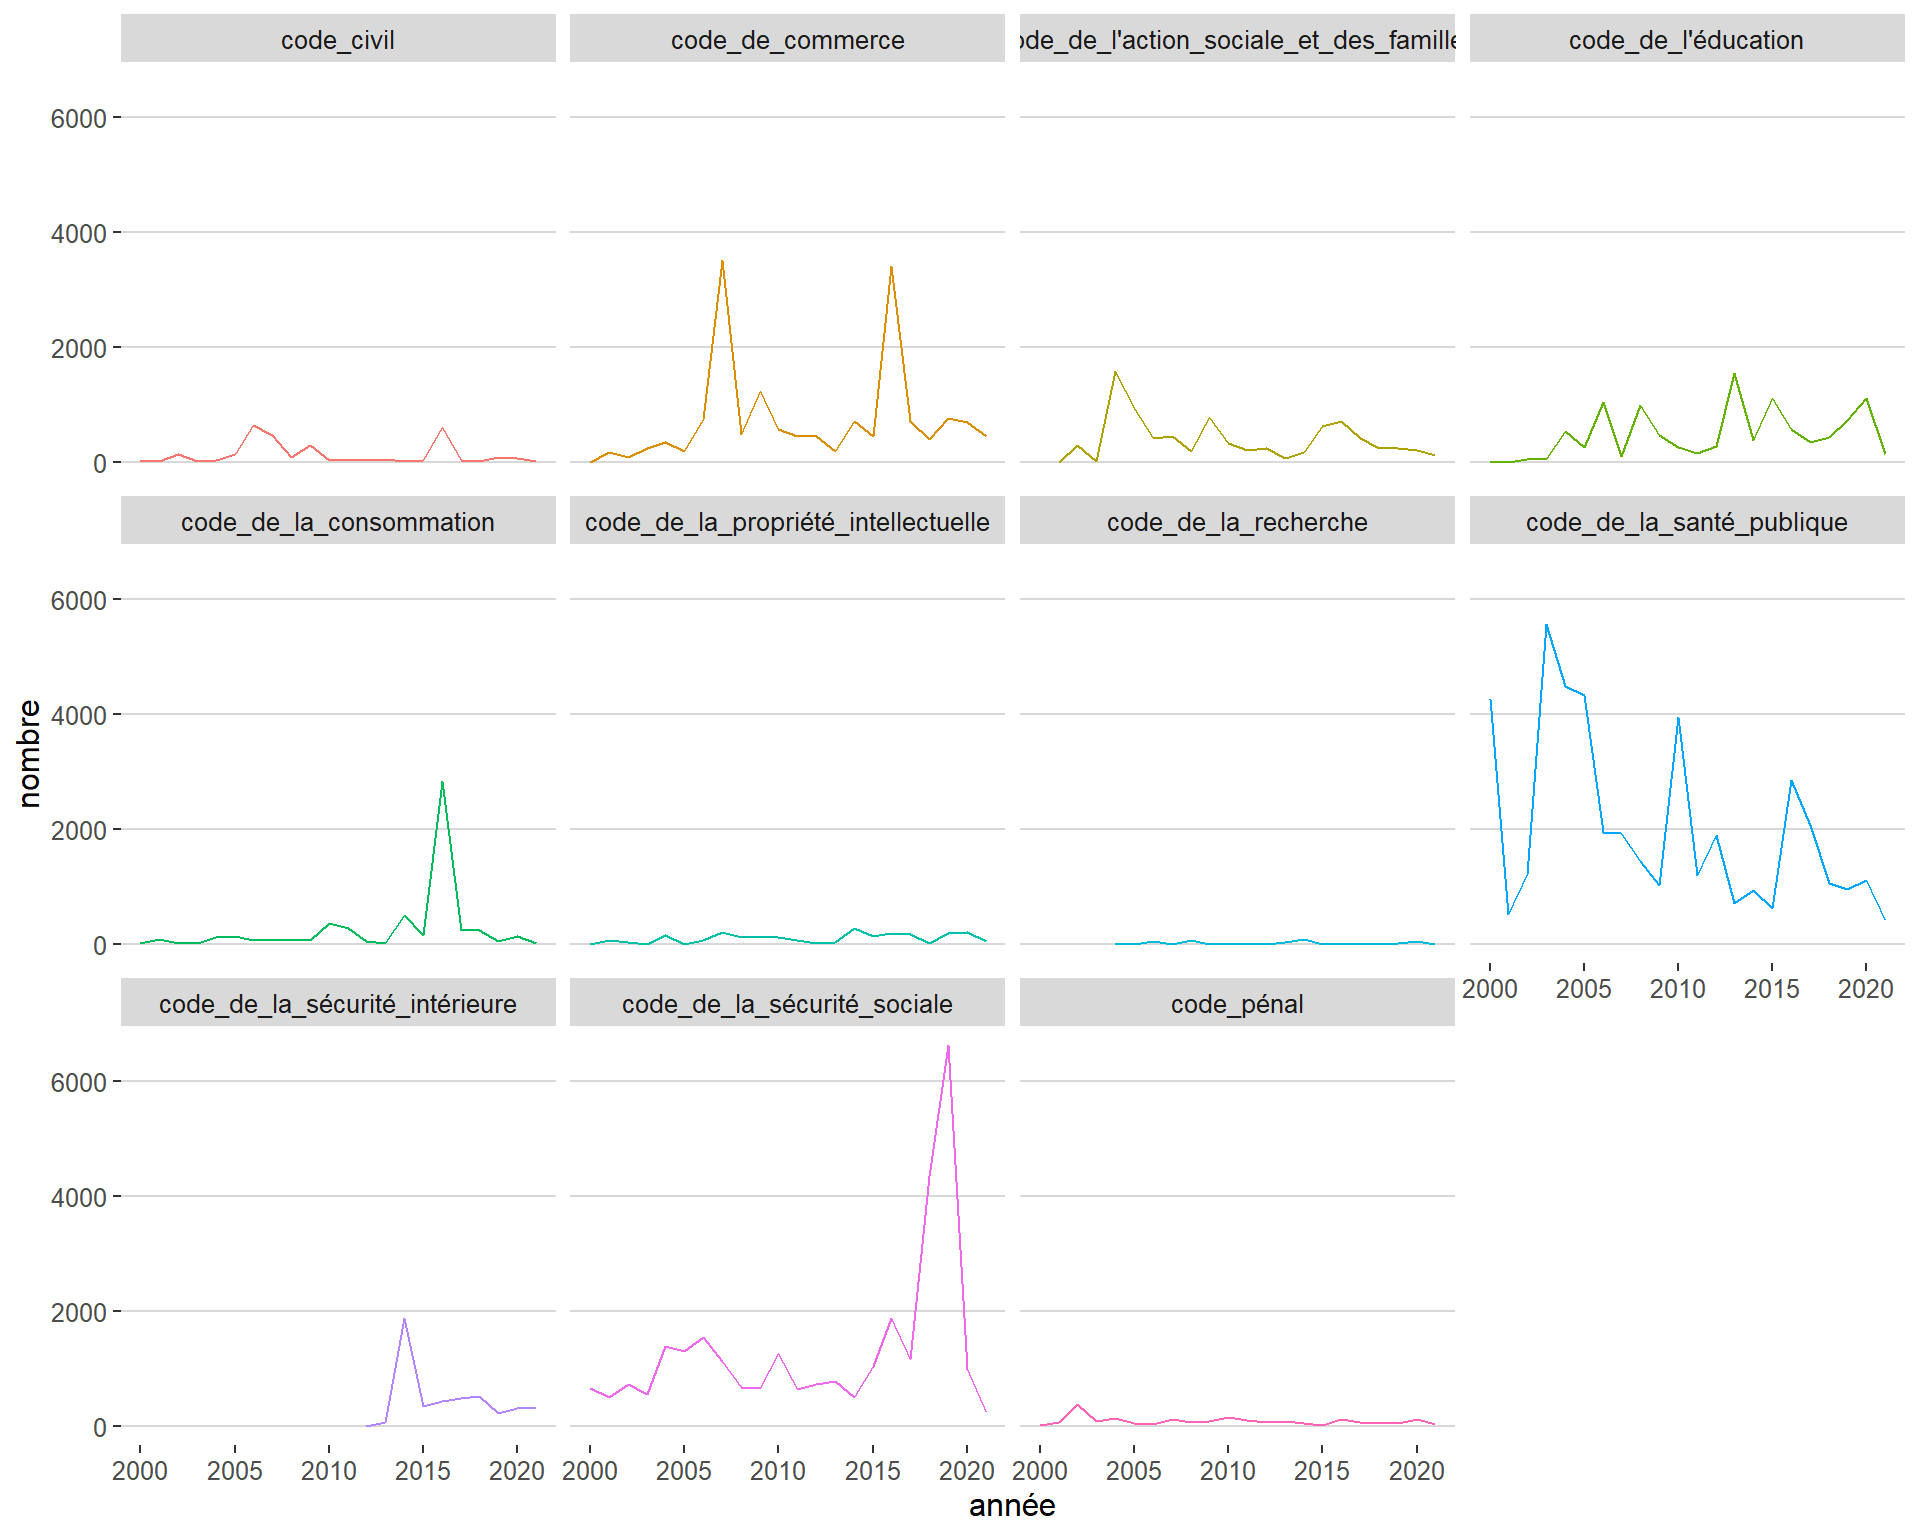 code_civil code_de_commerce ode_de_l'action_sociale_et_des_famille code_de_l'éducation
6000
4000
2000
0
code_de_la_consommation code_de_la_propriété_intellectuelle code_de_la_recherche code_de_la_santé_publique
6000
4000
2000
0
2000 2005 2010 2015 2020
nombre
code_de_la_sécurité_intérieure code_de_la_sécurité_sociale code_pénal
6000
4000
2000
0
2000 2005 2010 2015 2020 2000 2005 2010 2015 2020 2000 2005 2010 2015 2020
année